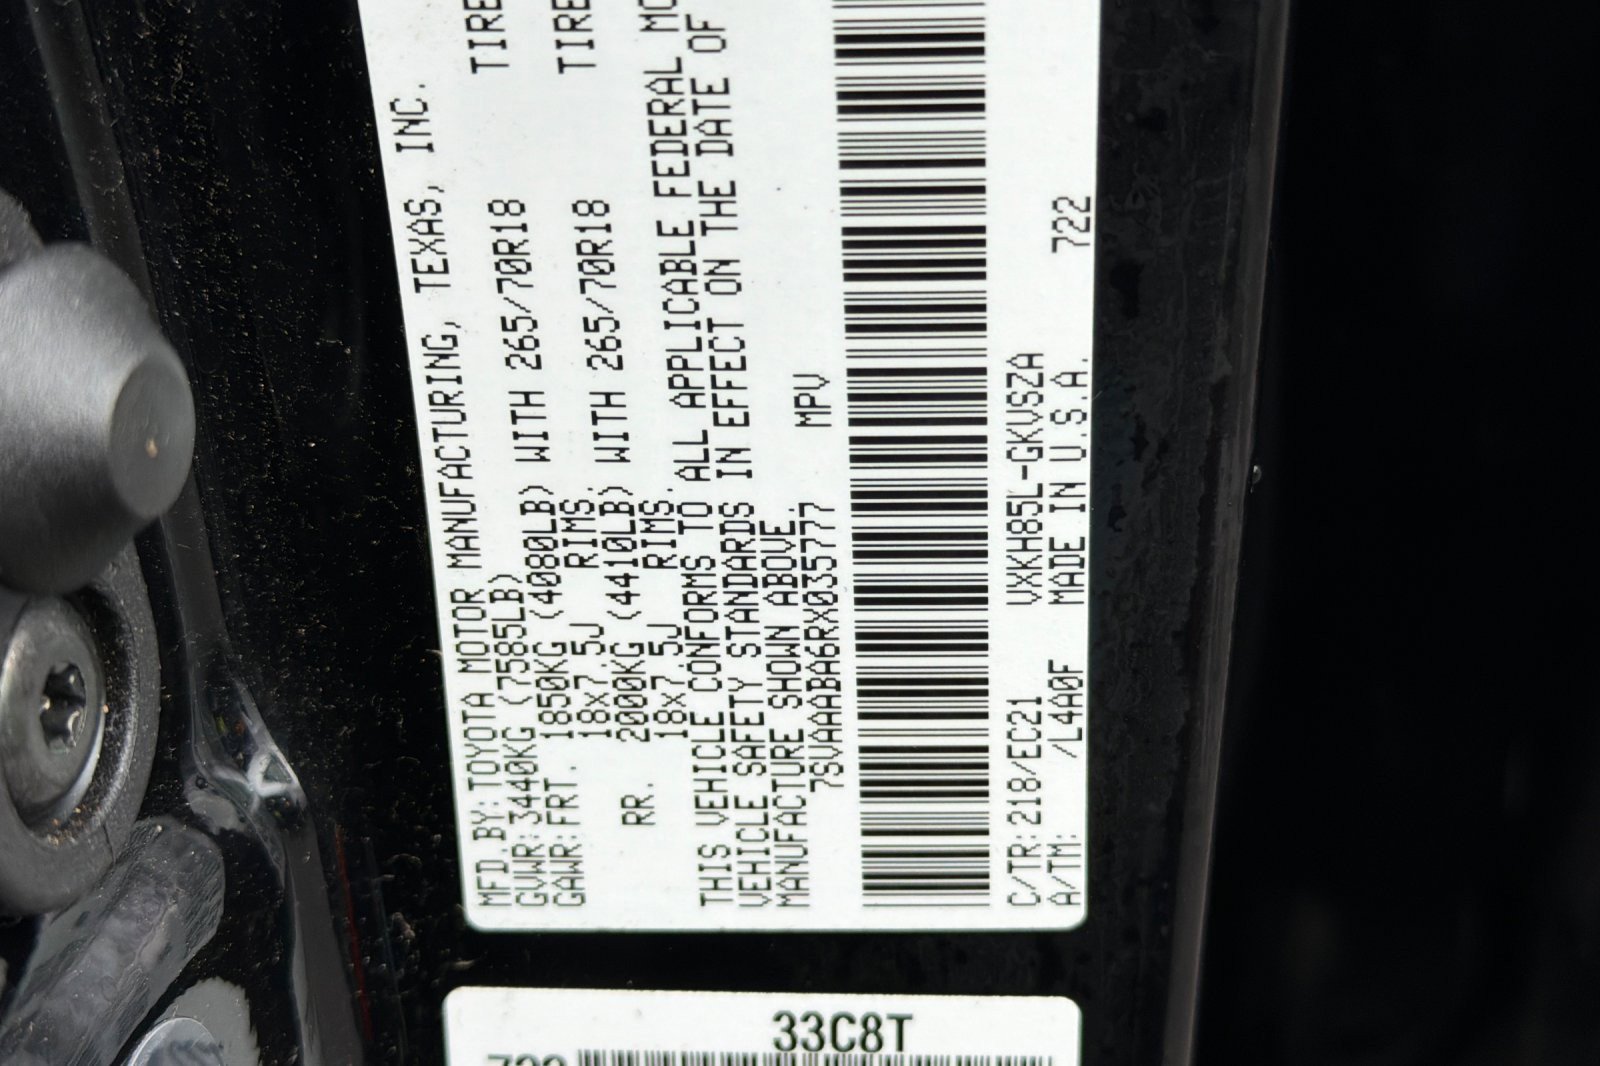 MFD.BY:TOYOTA MOTOR MANUFACTURING, TEXAS, INC.
GVWR:3440KG (7585LB)
GAWR:FRT. 1850KG (4080LB) WITH 265/70R18 TIRE
18x7.5J RIMS.
RR. 2000KG (4410LB) WITH 265/70R18 TIRE
18x7.5J RIMS.
THIS VEHICLE CONFORMS TO ALL APPLICABLE FEDERAL MO
VEHICLE SAFETY STANDARDS IN EFFECT ON THE DATE OF
MANUFACTURE SHOWN ABOVE.
7SVAAABA6RX035777 MPV
C/TR:218/EC21 VXKH85L-GKVSZA 722
A/TM: /L4A0F MADE IN U.S.A.
33C8T